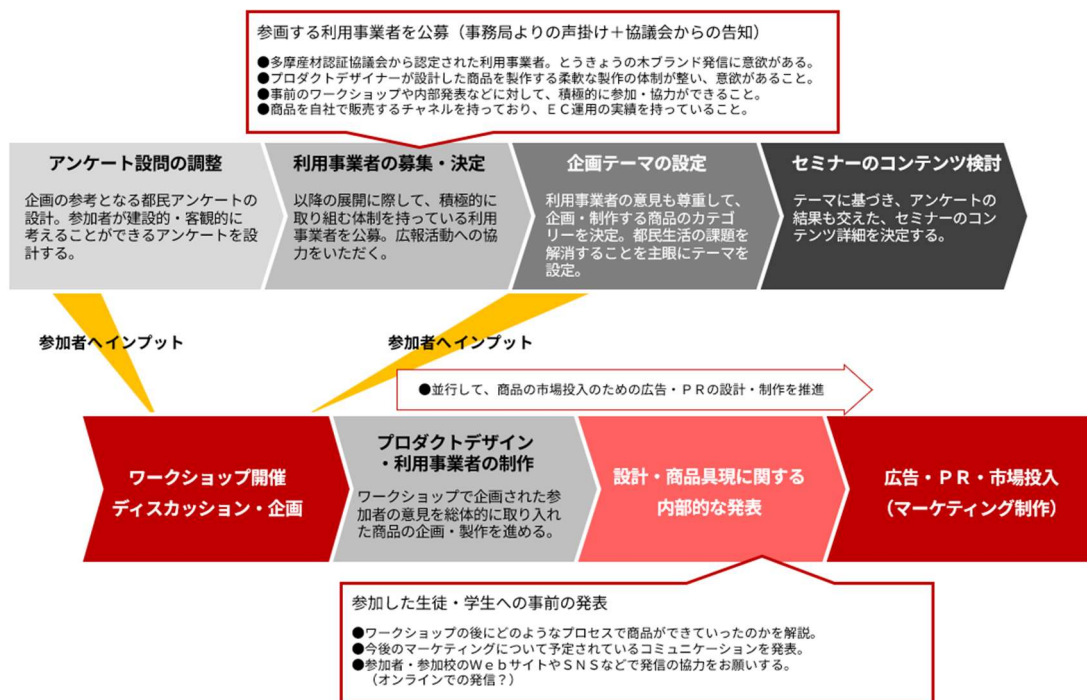 参画する利用事業者を公募（事務局よりの声掛け＋協議会からの告知）
●多摩産材認証協議会から認定された利用事業者。とうきょうの木ブランド発信に意欲がある。
●プロダクトデザイナーが設計した商品を製作する柔軟な製作の体制が整い、意欲があること。
●事前のワークショップや内部発表などに対して、積極的に参加・協力ができること。
●商品を自社で販売するチャネルを持っており、ＥＣ運用の実績を持っていること。
アンケート設問の調整
企画の参考となる都民アンケートの
設計。参加者が建設的・客観的に
考えることができるアンケートを設
計する。
利用事業者の募集・決定
以降の展開に際して、積極的に
取り組む体制を持っている利用
事業者を公募。広報活動への協
力をいただく。
企画テーマの設定
利用事業者の意見も尊重して、
企画・制作する商品のカテゴ
リーを決定。都民生活の課題を
解消することを主眼にテーマを
設定。
セミナーのコンテンツ検討
テーマに基づき、アンケートの
結果も交えた、セミナーのコン
テンツ詳細を決定する。
参加者へインプット
参加者へインプット
●並行して、商品の市場投入のための広告・ＰＲの設計・制作を推進
ワークショップ開催
ディスカッション・企画
プロダクトデザイン
・利用事業者の制作
ワークショップで企画された参
加者の意見を総体的に取り入れ
た商品の企画・製作を進める。
設計・商品具現に関する
内部的な発表
広告・ＰＲ・市場投入
（マーケティング制作）
参加した生徒・学生への事前の発表
●ワークショップの後にどのようなプロセスで商品ができていったのかを解説。
●今後のマーケティングについて予定されているコミュニケーションを発表。
●参加者・参加校のＷｅｂサイトやＳＮＳなどで発信の協力をお願いする。
（オンラインでの発信？）